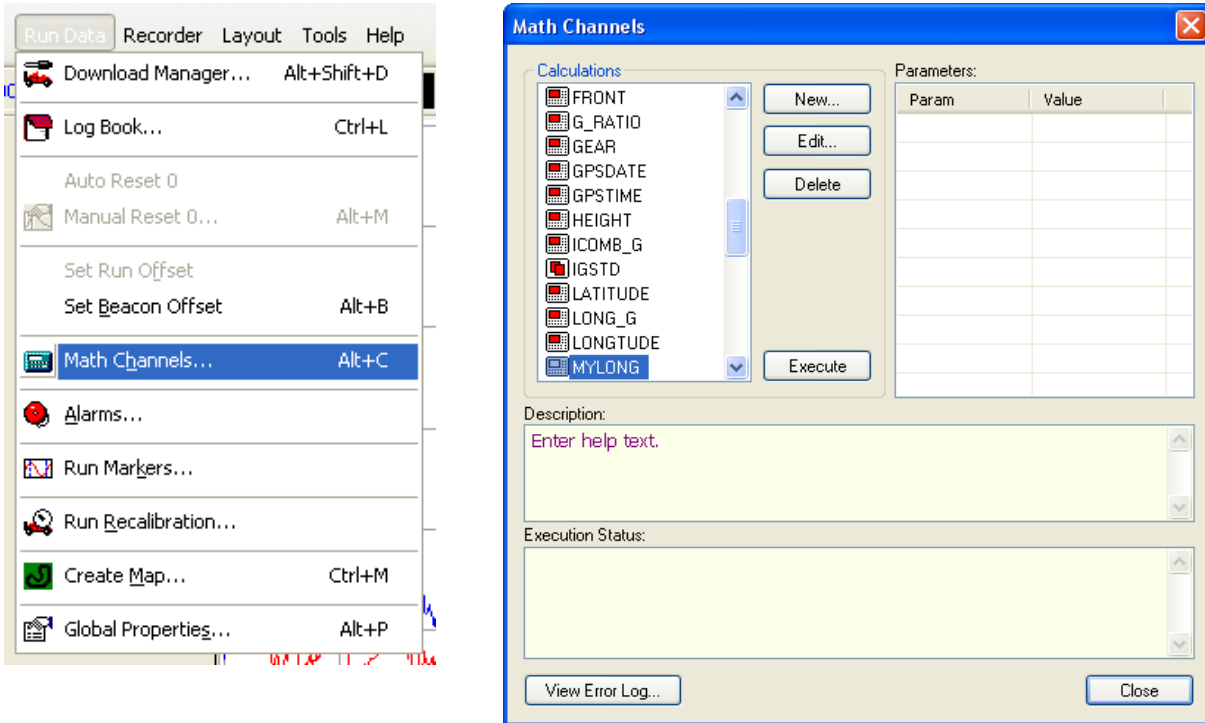 Run Data Recorder Layout Tools Help
Download Manager... Alt+Shift+D
Log Book... Ctrl+L
Auto Reset 0
Manual Reset 0... Alt+M
Set Run Offset
Set Beacon Offset Alt+B
Math Channels... Alt+C
Alarms...
Run Markers...
Run Recalibration...
Create Map... Ctrl+M
Global Properties... Alt+P
Math Channels
Calculations
FRONT
G_RATIO
GEAR
GPSDATE
GPSTIME
HEIGHT
ICOMB_G
IGSTD
LATITUDE
LONG_G
LONGTUDE
MYLONG
New...
Edit...
Delete
Execute
Parameters:
Param Value
Description:
Enter help text.
Execution Status:
View Error Log...
Close